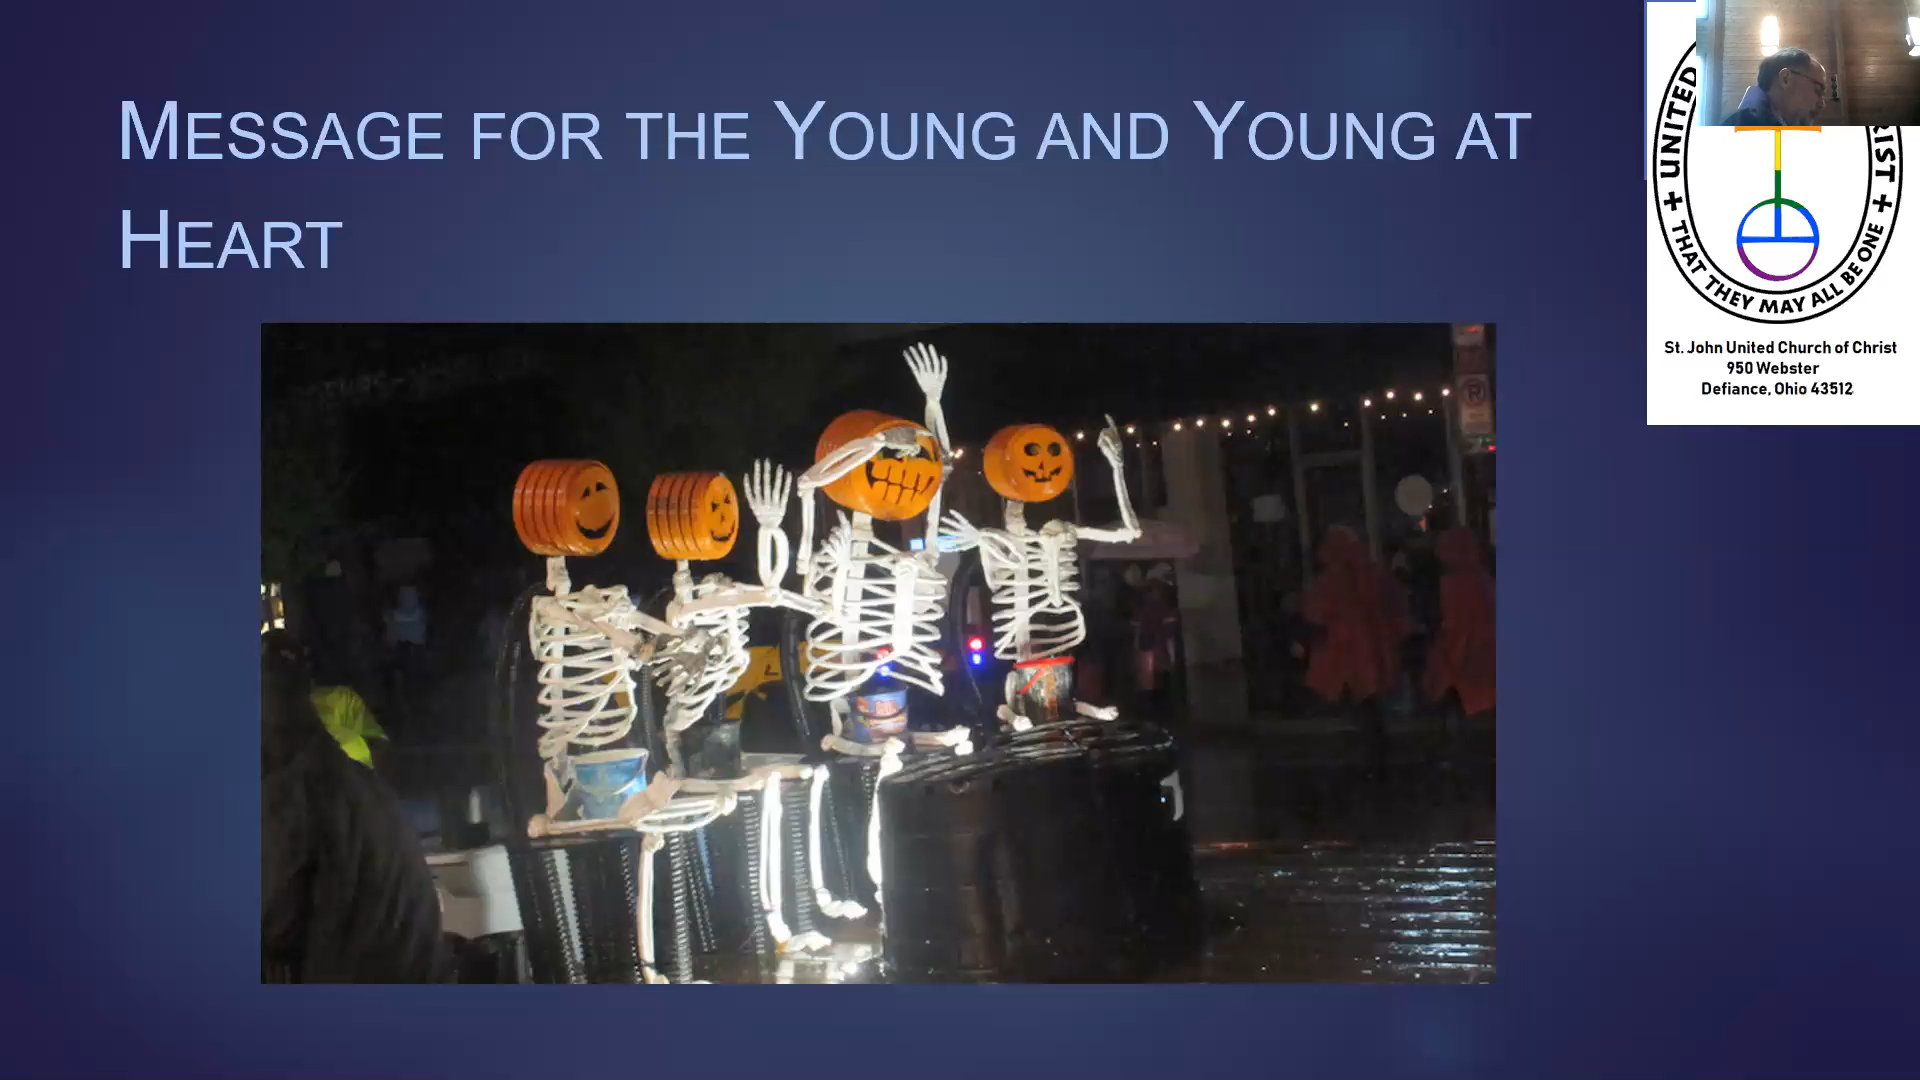 MESSAGE FOR THE YOUNG AND YOUNG AT
HEART
UNITED
IST
+ THAT THEY MAY ALL BE ONE +
St. John United Church of Christ
950 Webster
Defiance, Ohio 43512